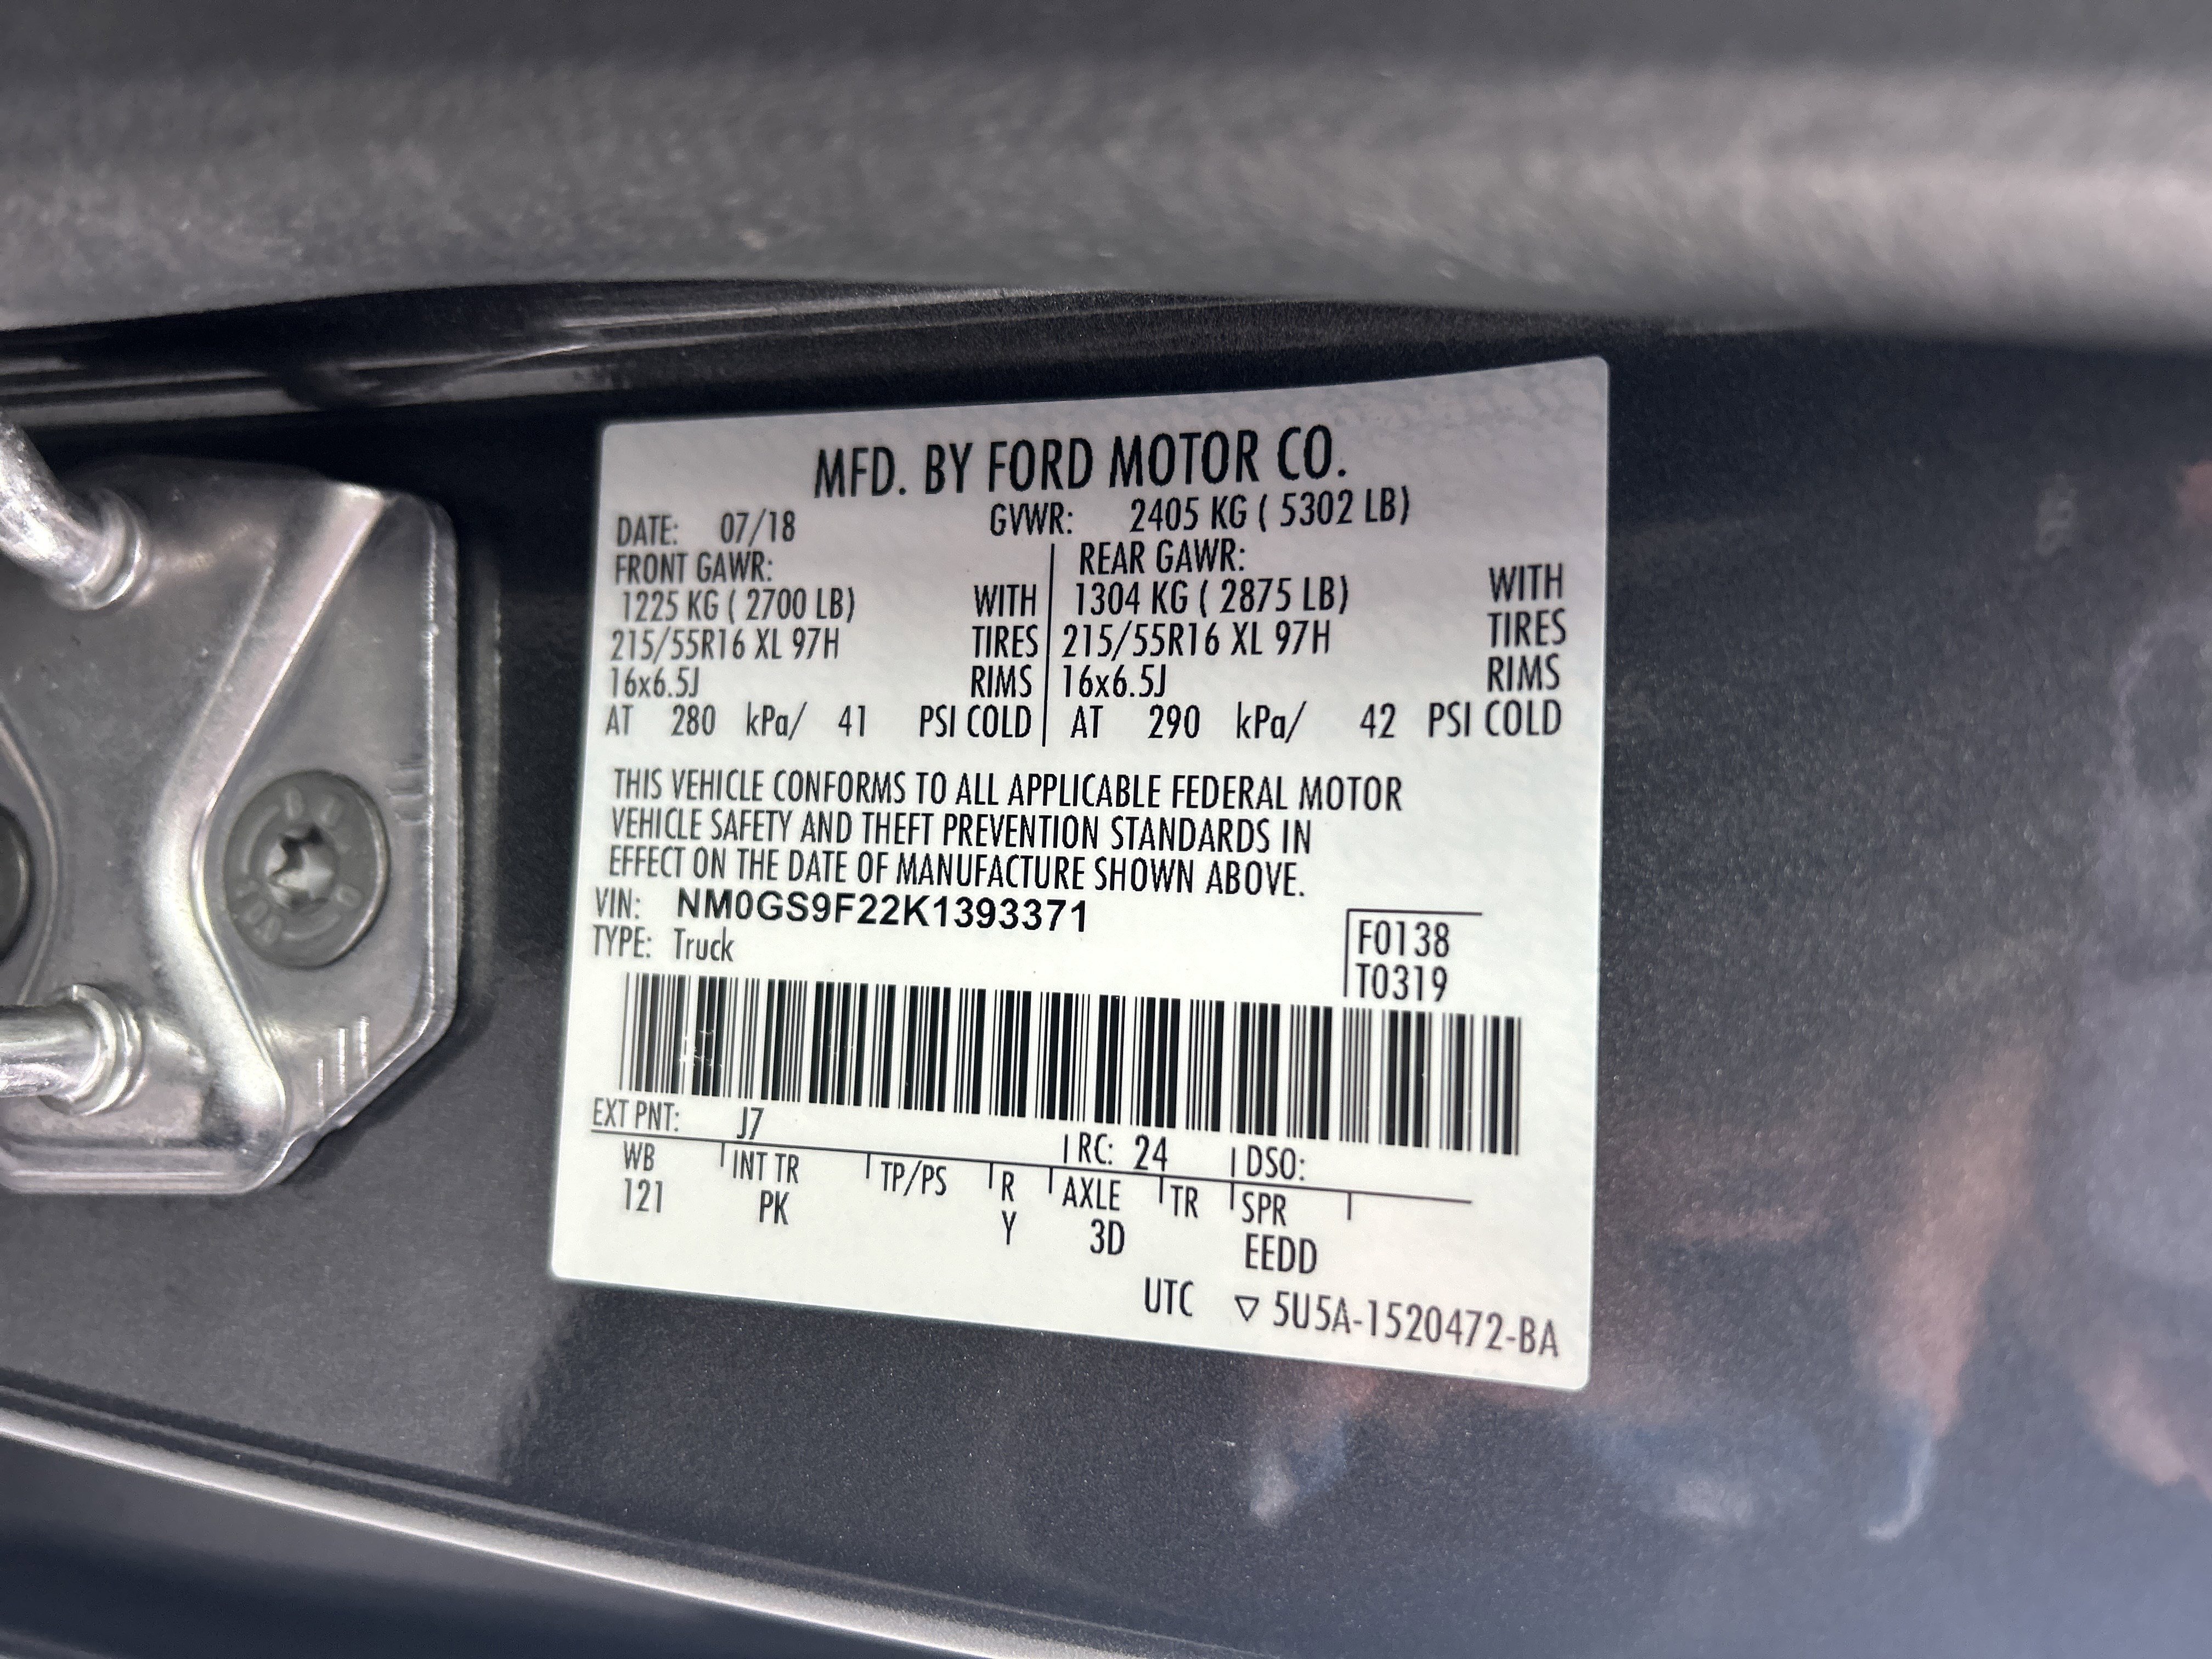 MFD. BY FORD MOTOR CO.
DATE: 07/18 GVWR: 2405 KG ( 5302 LB)
FRONT GAWR: REAR GAWR:
1225 KG ( 2700 LB) WITH 1304 KG ( 2875 LB) WITH
215/55R16 XL 97H TIRES 215/55R16 XL 97H TIRES
16x6.5J RIMS 16x6.5J RIMS
AT 280 kPa/ 41 PSI COLD AT 290 kPa/ 42 PSI COLD
THIS VEHICLE CONFORMS TO ALL APPLICABLE FEDERAL MOTOR
VEHICLE SAFETY AND THEFT PREVENTION STANDARDS IN
EFFECT ON THE DATE OF MANUFACTURE SHOWN ABOVE.
VIN: NM0GS9F22K1393371
TYPE: Truck
F0138
T0319
EXT PNT: J7 RC: 24 DSO:
WB INT TR TP/PS R AXLE TR SPR
121 PK Y 3D EEDD
UTC ▽ 5U5A-1520472-BA